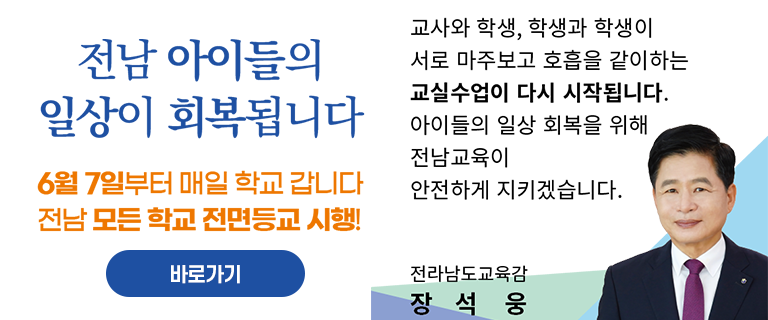 전남 아이들의
일상이 회복됩니다
6월 7일부터 매일 학교 갑니다
전남 모든 학교 전면등교 시행!
바로가기
교사와 학생, 학생과 학생이
서로 마주보고 호흡을 같이하는
교실수업이 다시 시작됩니다.
아이들의 일상 회복을 위해
전남교육이
안전하게 지키겠습니다.
전라남도교육감
장 석 웅